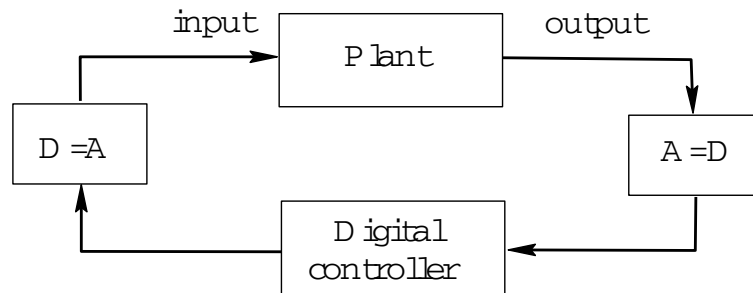 input
Plant
output
D=A
A=D
Digital
controller